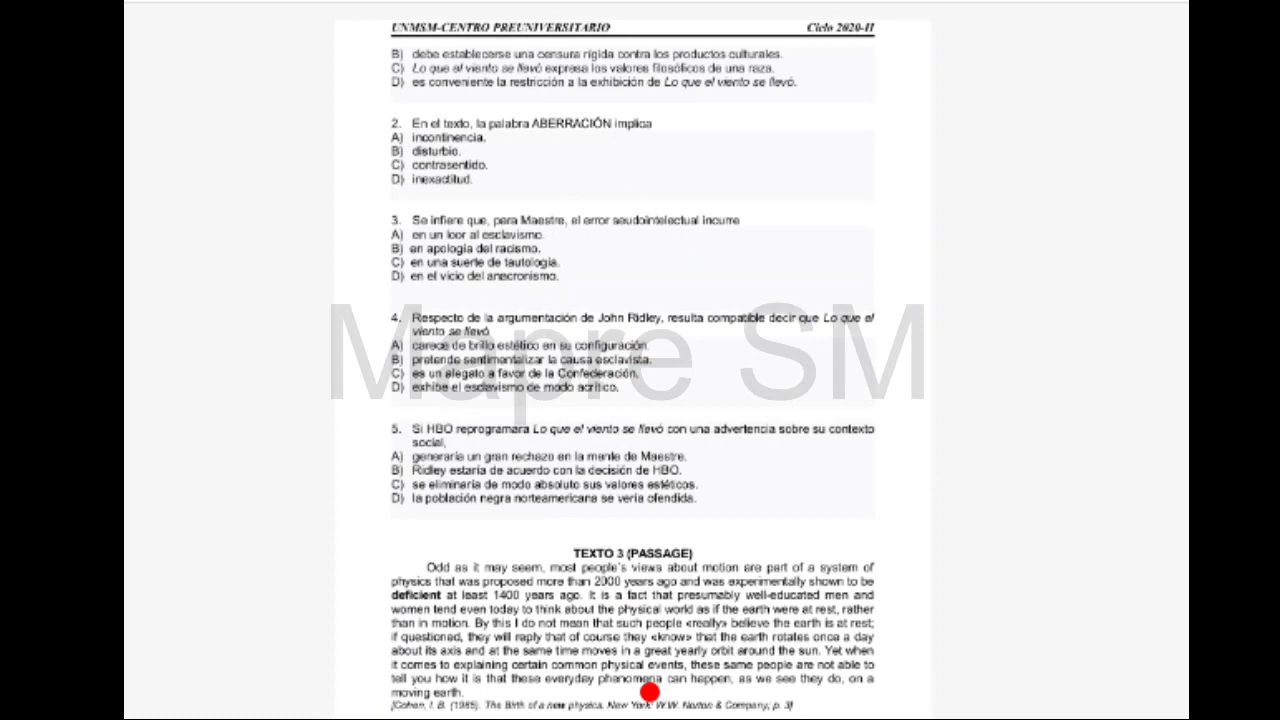 UNMSM-CENTRO PREUNIVERSITARIO Ciclo 2020-II
B) debe establecerse una censura rígida contra los productos culturales.
C) Lo que el viento se llevó expresa los valores filosóficos de una raza.
D) es conveniente la restricción a la exhibición de Lo que el viento se llevó.
2. En el texto, la palabra ABERRACIÓN implica
A) incontinencia.
B) disturbio.
C) contrasentido.
D) inexactitud.
3. Se infiere que, para Maestre, el error seudointelectual incurre
A) en un loor al esclavismo.
B) en apología del racismo.
C) en una suerte de tautología.
D) en el vicio del anacronismo.
4. Respecto de la argumentación de John Ridley, resulta compatible decir que Lo que el
viento se llevó
A) carece de brillo estético en su configuración.
B) pretende sentimentalizar la causa esclavista.
C) es un alegato a favor de la Confederación.
D) exhibe el esclavismo de modo acrítico.
Mapre SM
5. Si HBO reprogramara Lo que el viento se llevó con una advertencia sobre su contexto
social,
A) generaría un gran rechazo en la mente de Maestre.
B) Ridley estaría de acuerdo con la decisión de HBO.
C) se eliminaría de modo absoluto sus valores estéticos.
D) la población negra norteamericana se vería ofendida.
TEXTO 3 (PASSAGE)
Odd as it may seem, most people's views about motion are part of a system of
physics that was proposed more than 2000 years ago and was experimentally shown to be
deficient at least 1400 years ago. It is a fact that presumably well-educated men and
women tend even today to think about the physical world as if the earth were at rest, rather
than in motion. By this I do not mean that such people «really» believe the earth is at rest;
if questioned, they will reply that of course they «know» that the earth rotates once a day
about its axis and at the same time moves in a great yearly orbit around the sun. Yet when
it comes to explaining certain common physical events, these same people are not able to
tell you how it is that these everyday phenomena can happen, as we see they do, on a
moving earth.
[Cohen, I. B. (1985). The Birth of a new physics. New York: W.W. Norton & Company; p. 3]